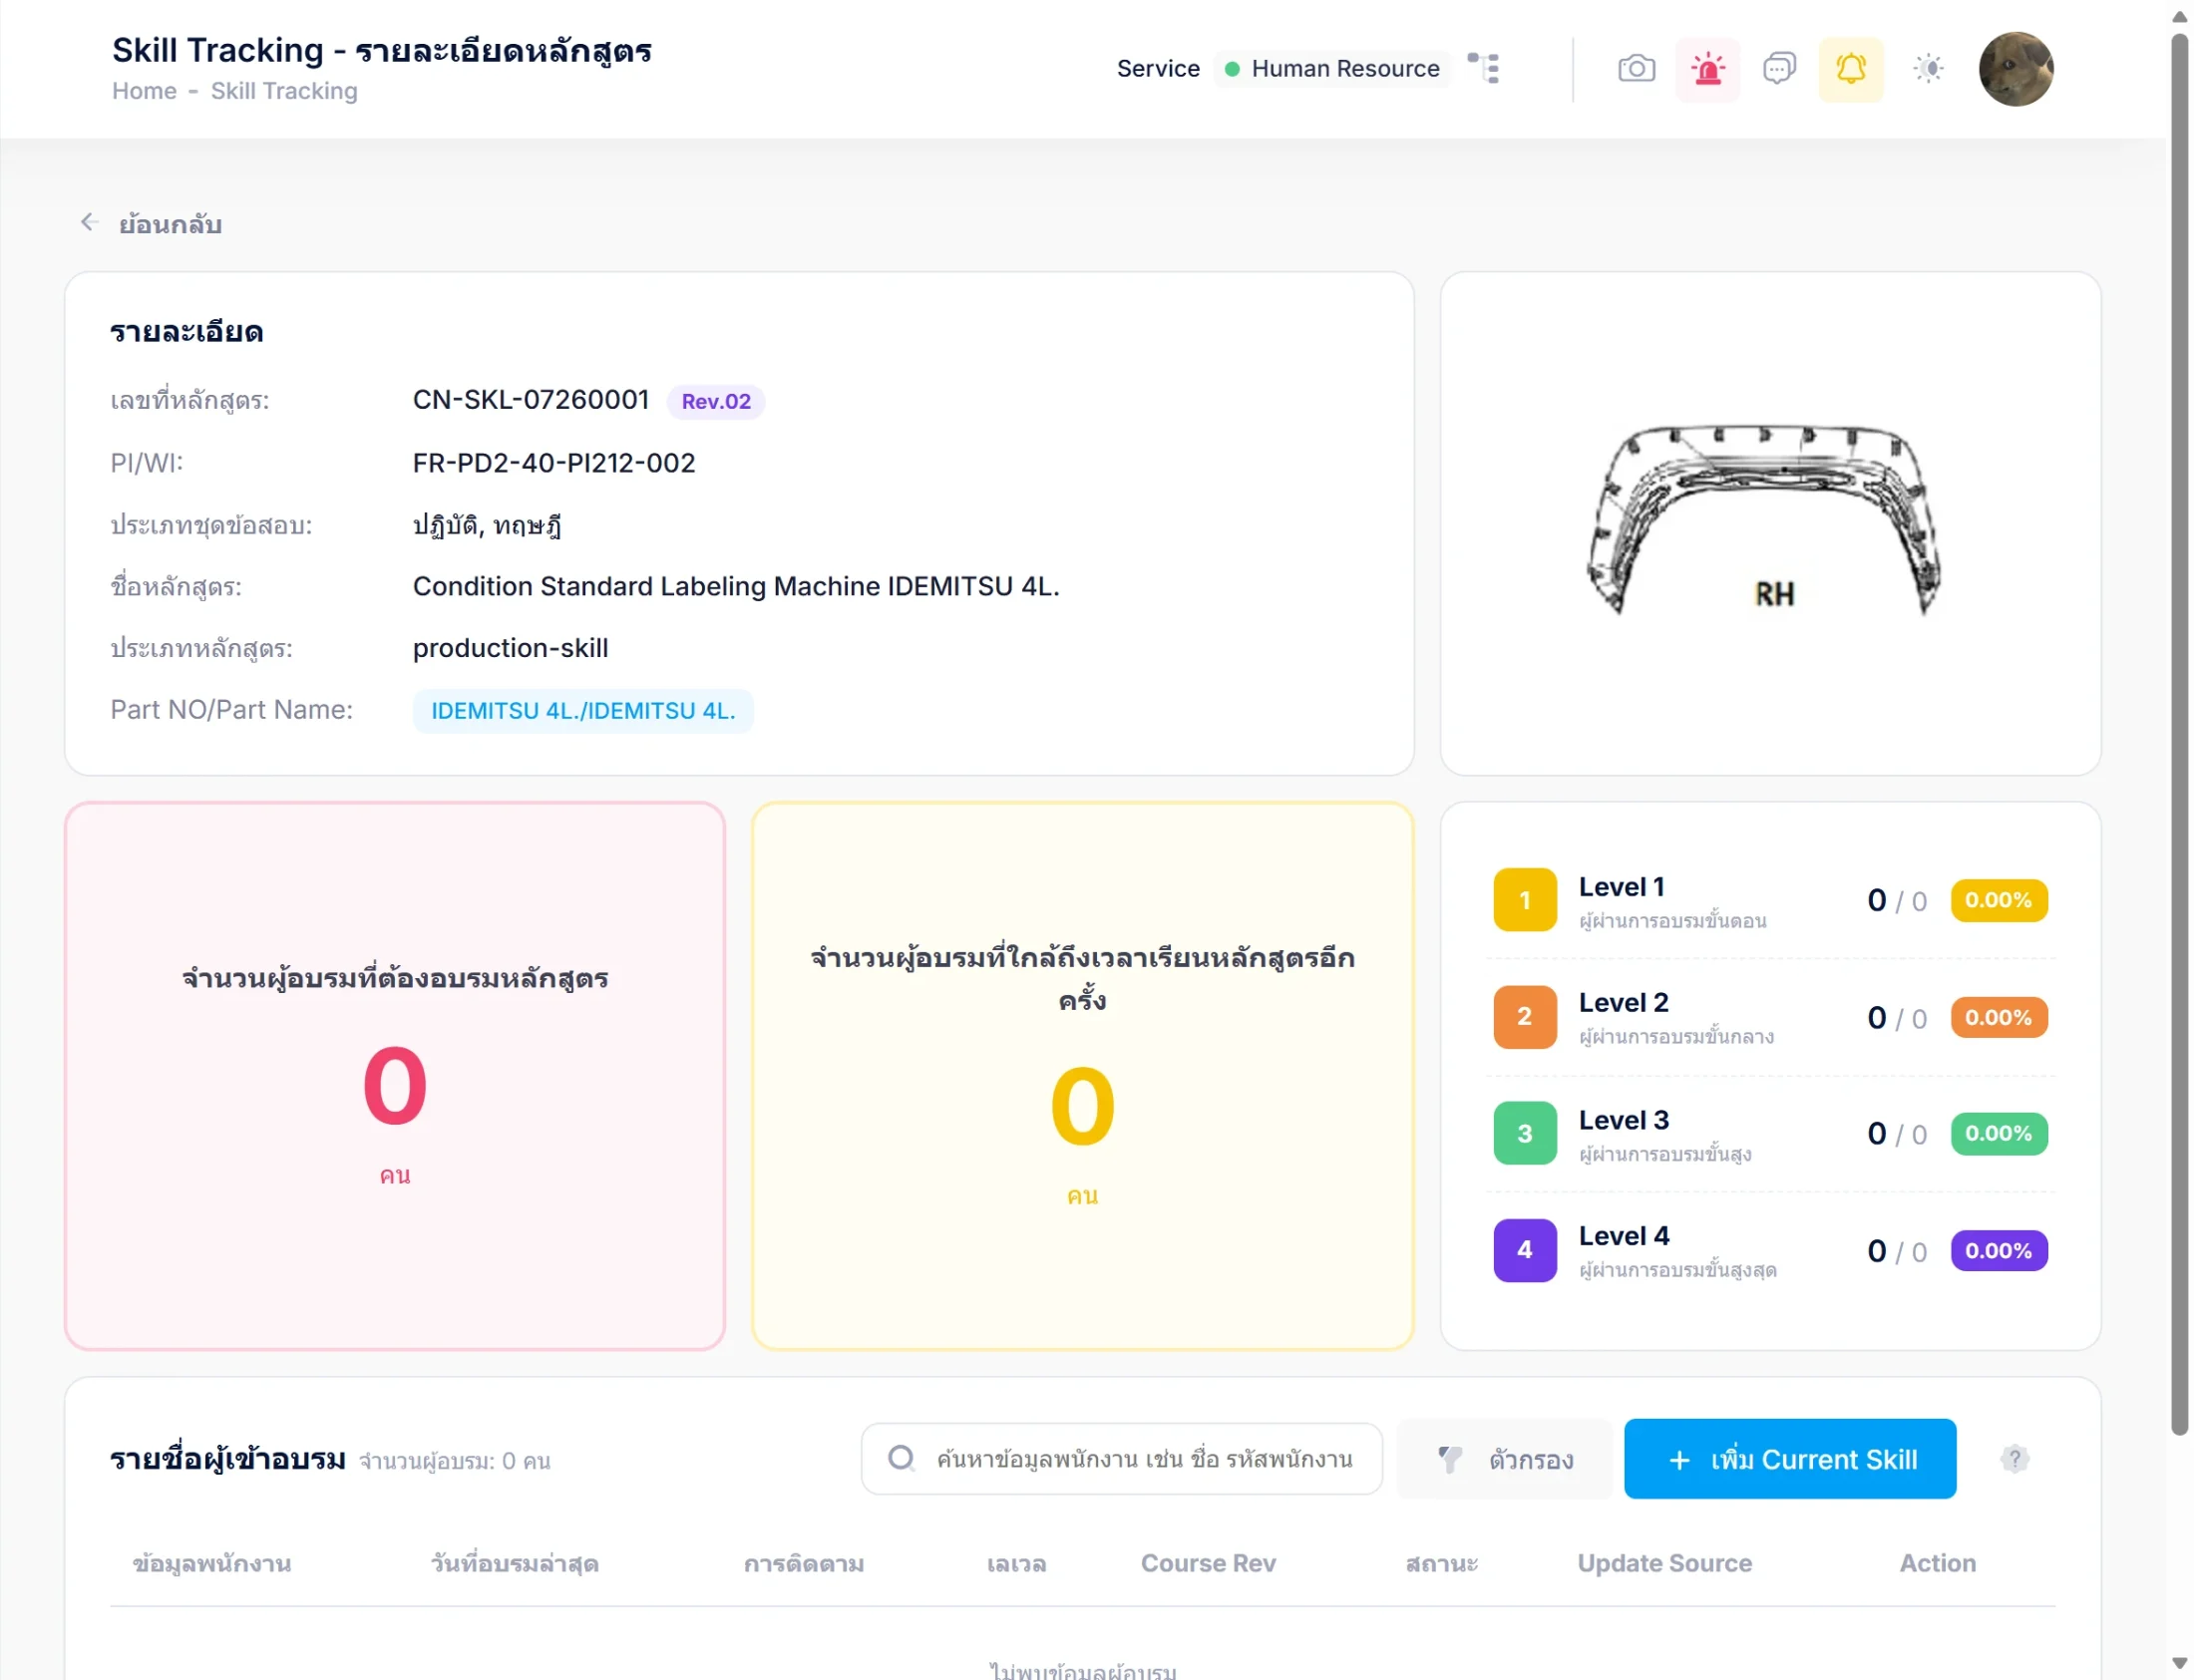 Skill Tracking - รายละเอียดหลักสูตร
Home - Skill Tracking
Service Human Resource
ย้อนกลับ
รายละเอียด
เลขที่หลักสูตร: CN-SKL-07260001 Rev.02
PI/WI: FR-PD2-40-PI212-002
ประเภทชุดข้อสอบ: ปฏิบัติ, ทฤษฎี
ชื่อหลักสูตร: Condition Standard Labeling Machine IDEMITSU 4L.
ประเภทหลักสูตร: production-skill
Part NO/Part Name: IDEMITSU 4L./IDEMITSU 4L.
RH
จำนวนผู้อบรมที่ต้องอบรมหลักสูตร
0
คน
จำนวนผู้อบรมที่ใกล้ถึงเวลาเรียนหลักสูตรอีก
ครั้ง
0
คน
1 Level 1 0 / 0 0.00%
ผู้ผ่านการอบรมขั้นตอน
2 Level 2 0 / 0 0.00%
ผู้ผ่านการอบรมขั้นกลาง
3 Level 3 0 / 0 0.00%
ผู้ผ่านการอบรมขั้นสูง
4 Level 4 0 / 0 0.00%
ผู้ผ่านการอบรมขั้นสูงสุด
รายชื่อผู้เข้าอบรม จำนวนผู้อบรม: 0 คน
ค้นหาข้อมูลพนักงาน เช่น ชื่อ รหัสพนักงาน
ตัวกรอง
+ เพิ่ม Current Skill
?
ข้อมูลพนักงาน วันที่อบรมล่าสุด การติดตาม เลเวล Course Rev สถานะ Update Source Action
ไม่พบข้อมูลผู้อบรม